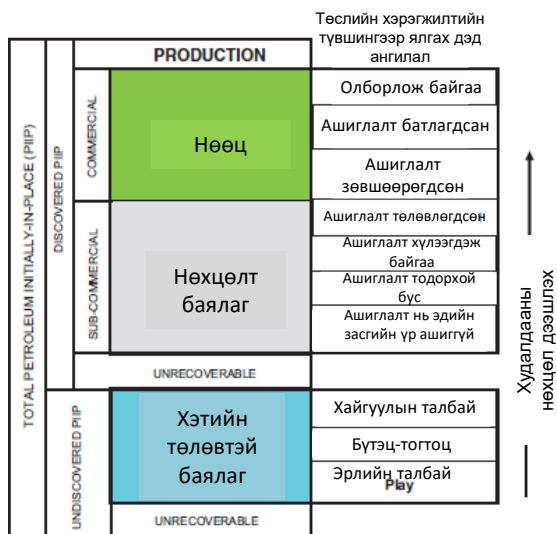 Төслийн хэрэгжилтийн
түвшингээр ялгах дэд
ангилал
PRODUCTION
TOTAL PETROLEUM INITIALLY-IN-PLACE (PIIP)
DISCOVERED PIIP
COMMERCIAL
Нөөц
Олборлож байгаа
Ашиглалт батлагдсан
Ашиглалт
зөвшөөрөгдсөн
SUB-COMMERCIAL
Нөхцөлт
баялаг
Ашиглалт төлөвлөгдсөн
Ашиглалт хүлээгдэж
байгаа
Ашиглалт тодорхой
бус
Ашиглалт нь эдийн
засгийн үр ашиггүй
UNRECOVERABLE
UNDISCOVERED PIIP
Хэтийн
төлөвтэй
баялаг
Хайгуулын талбай
Бүтэц-тогтоц
Эрлийн талбай
Play
UNRECOVERABLE
Худалдааны
нөхцөл дээшлэх